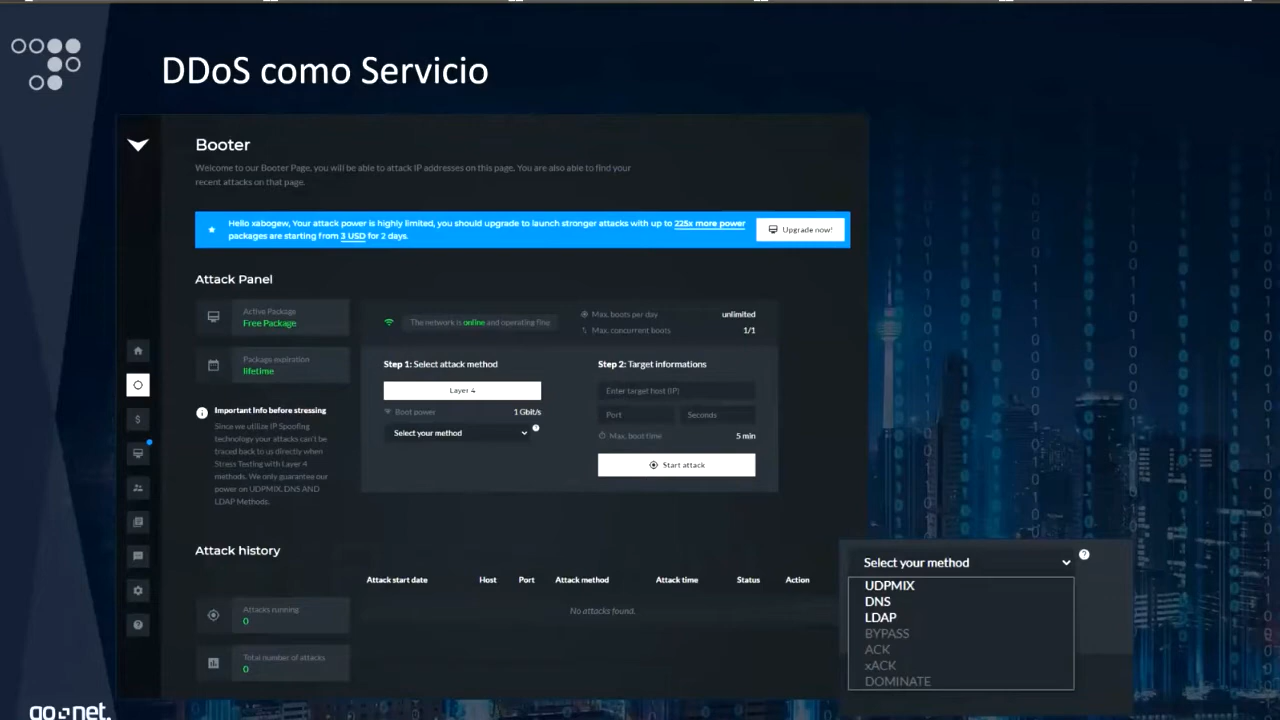 DDoS como Servicio
Booter
Welcome to our Booter Page, you will be able to attack IP addresses on this page. You are also able to find your
recent attacks on that page.
Hello xabogew, Your attack power is highly limited, you should upgrade to launch stronger attacks with up to 225x more power
packages are starting from 3 USD for 2 days.
Upgrade now!
Attack Panel
Active Package
Free Package
Package expiration
lifetime
Important Info before stressing
Since we utilize IP Spoofing
technology your attacks can't be
traced back to us directly when
Stress Testing with Layer 4
methods. We only guarantee our
power on UDPMIX, DNS AND
LDAP Methods.
The network is online and operating fine
Max. boots per day unlimited
Max. concurrent boots 1/1
Step 1: Select attack method
Layer 4
Boot power 1 Gbit/s
Select your method
Step 2: Target informations
Enter target host (IP)
Port Seconds
Max. boot time 5 min
Start attack
Attack history
Attack start date Host Port Attack method Attack time Status Action
No attacks found.
Attacks running
0
Total number of attacks
0
Select your method
UDPMIX
DNS
LDAP
BYPASS
ACK
xACK
DOMINATE